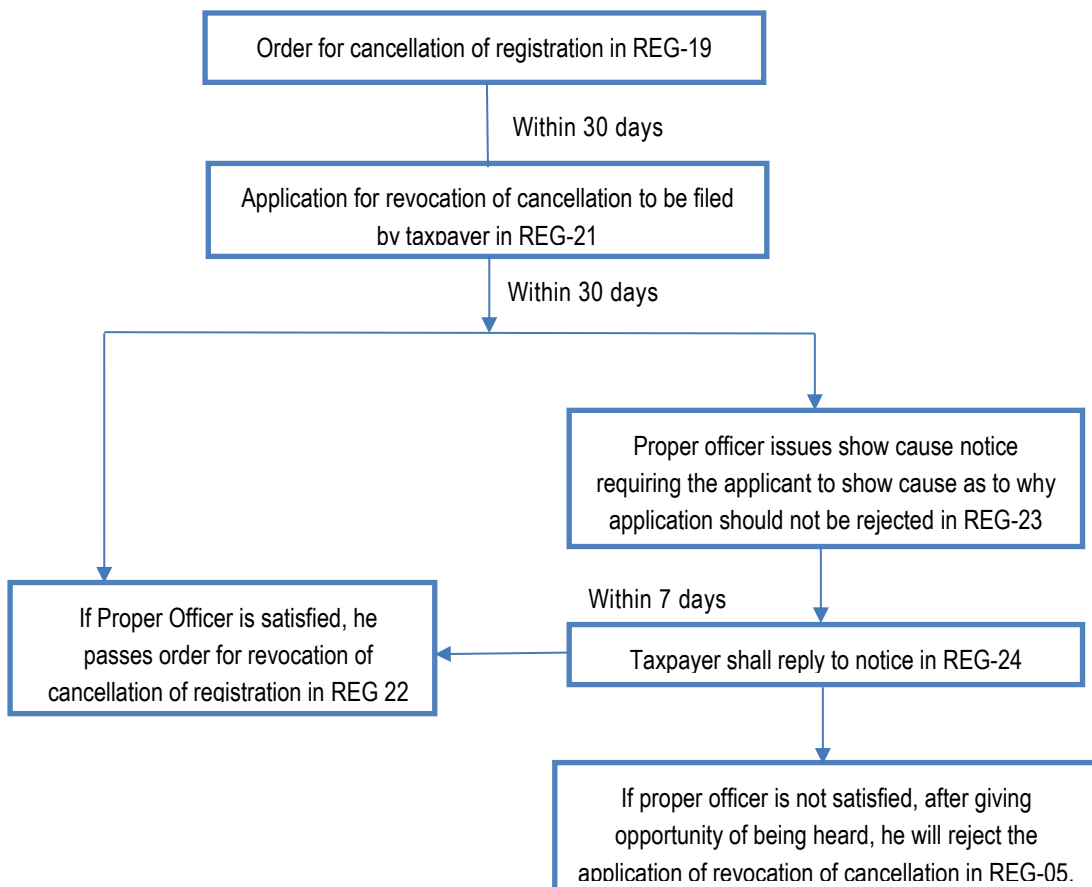 Order for cancellation of registration in REG-19
Within 30 days
Application for revocation of cancellation to be filed
by taxpayer in REG-21
Within 30 days
Proper officer issues show cause notice
requiring the applicant to show cause as to why
application should not be rejected in REG-23
Within 7 days
If Proper Officer is satisfied, he
passes order for revocation of
cancellation of registration in REG 22
Taxpayer shall reply to notice in REG-24
If proper officer is not satisfied, after giving
opportunity of being heard, he will reject the
application of revocation of cancellation in REG-05.